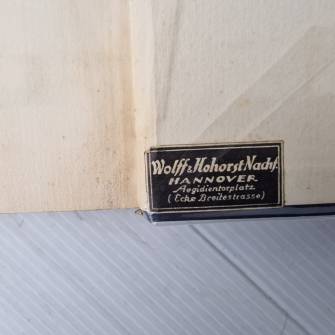 Wolff & Hohorst Nachf.
HANNOVER
Aegidientorplatz
(Ecke Breitestrasse)